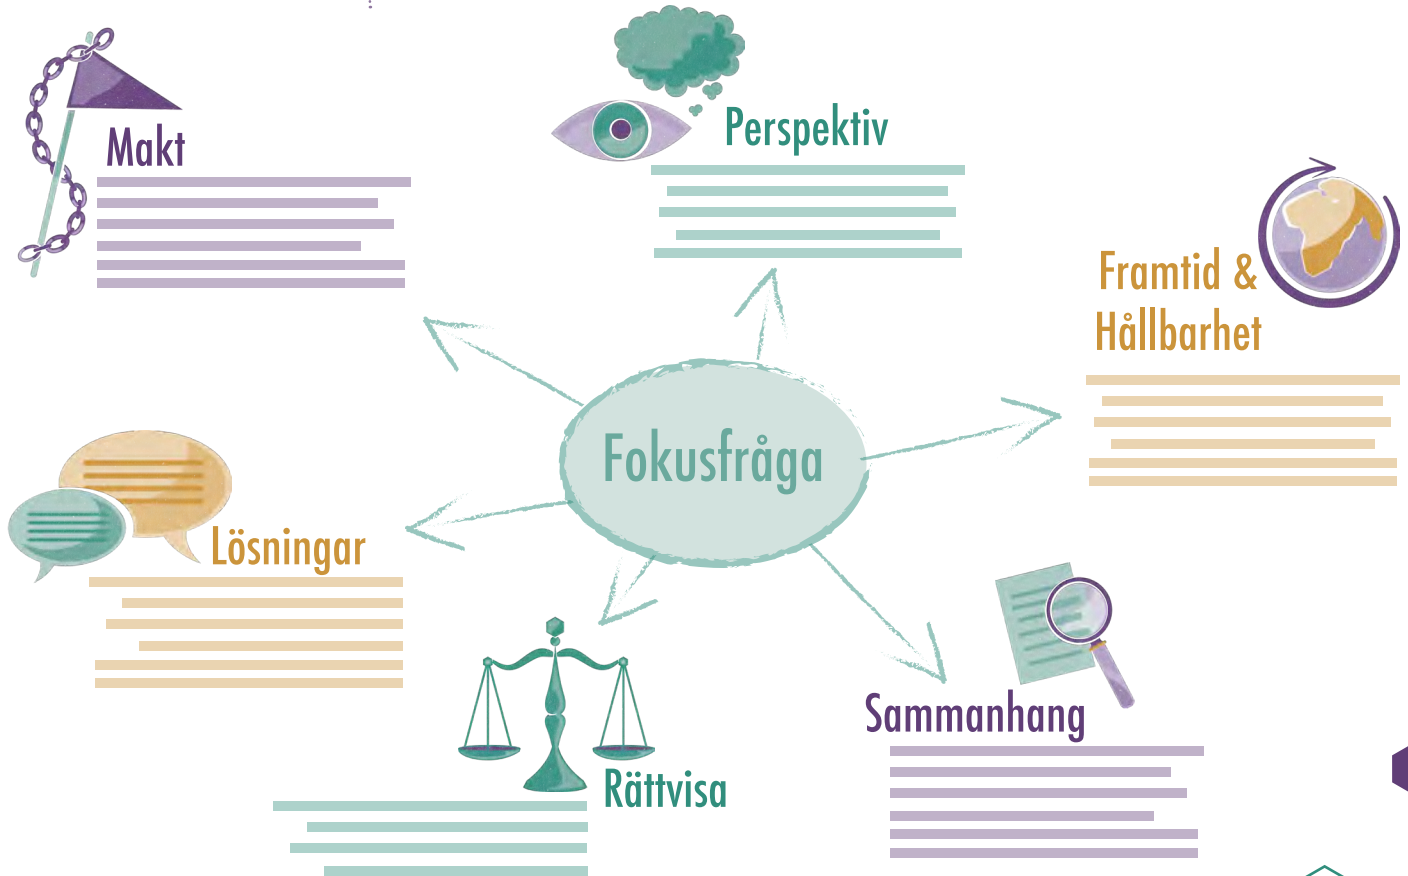 Makt
Perspektiv
Framtid &
Hållbarhet
Fokusfråga
Lösningar
Sammanhang
Rättvisa